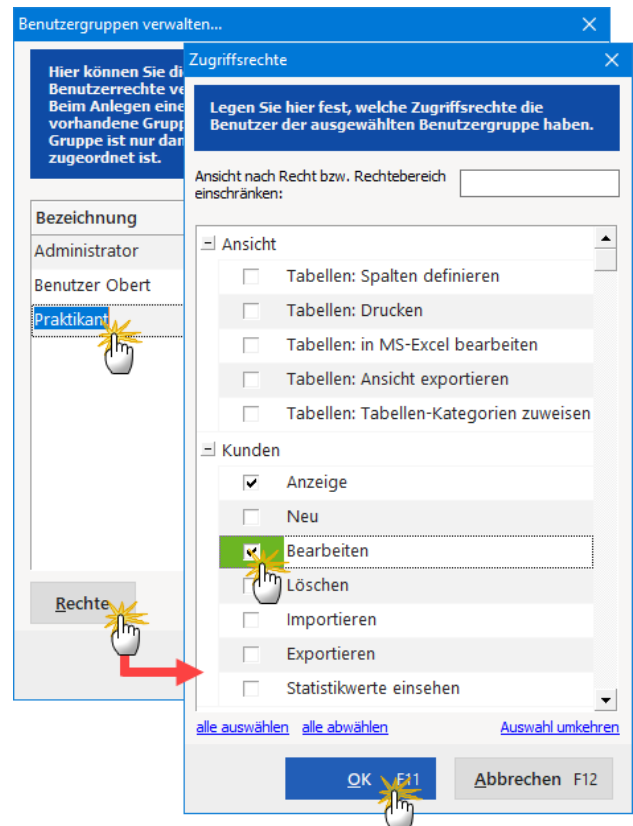 Benutzergruppen verwalten...
Hier können Sie di
Benutzerrechte ve
Beim Anlegen eine
vorhandene Grupp
Gruppe ist nur dan
zugeordnet ist.
Bezeichnung
Administrator
Benutzer Obert
Praktikant
Rechte
Zugriffsrechte
Legen Sie hier fest, welche Zugriffsrechte die
Benutzer der ausgewählten Benutzergruppe haben.
Ansicht nach Recht bzw. Rechtebereich
einschränken:
Ansicht
Tabellen: Spalten definieren
Tabellen: Drucken
Tabellen: in MS-Excel bearbeiten
Tabellen: Ansicht exportieren
Tabellen: Tabellen-Kategorien zuweisen
Kunden
Anzeige
Neu
Bearbeiten
Löschen
Importieren
Exportieren
Statistikwerte einsehen
alle auswählen alle abwählen Auswahl umkehren
OK F11 Abbrechen F12